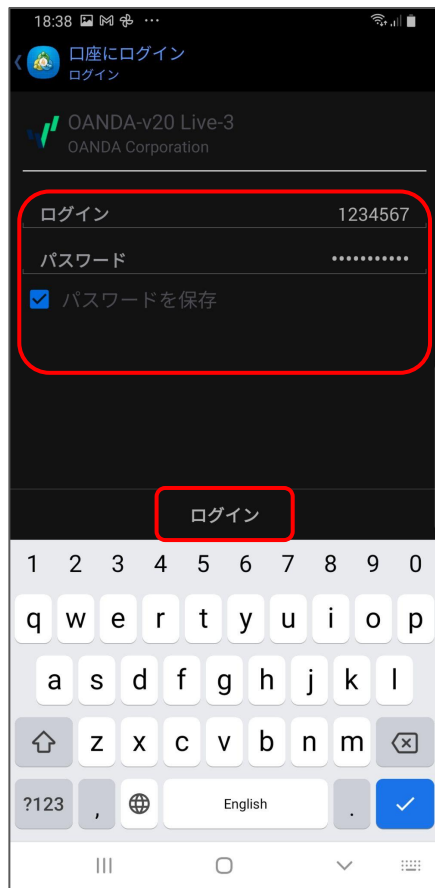 18:38
口座にログイン
ログイン
OANDA-v20 Live-3
OANDA Corporation
ログイン 1234567
パスワード •••••••••••
パスワードを保存
ログイン
1 2 3 4 5 6 7 8 9 0
q w e r t y u i o p
a s d f g h j k l
z x c v b n m
?123 , English .